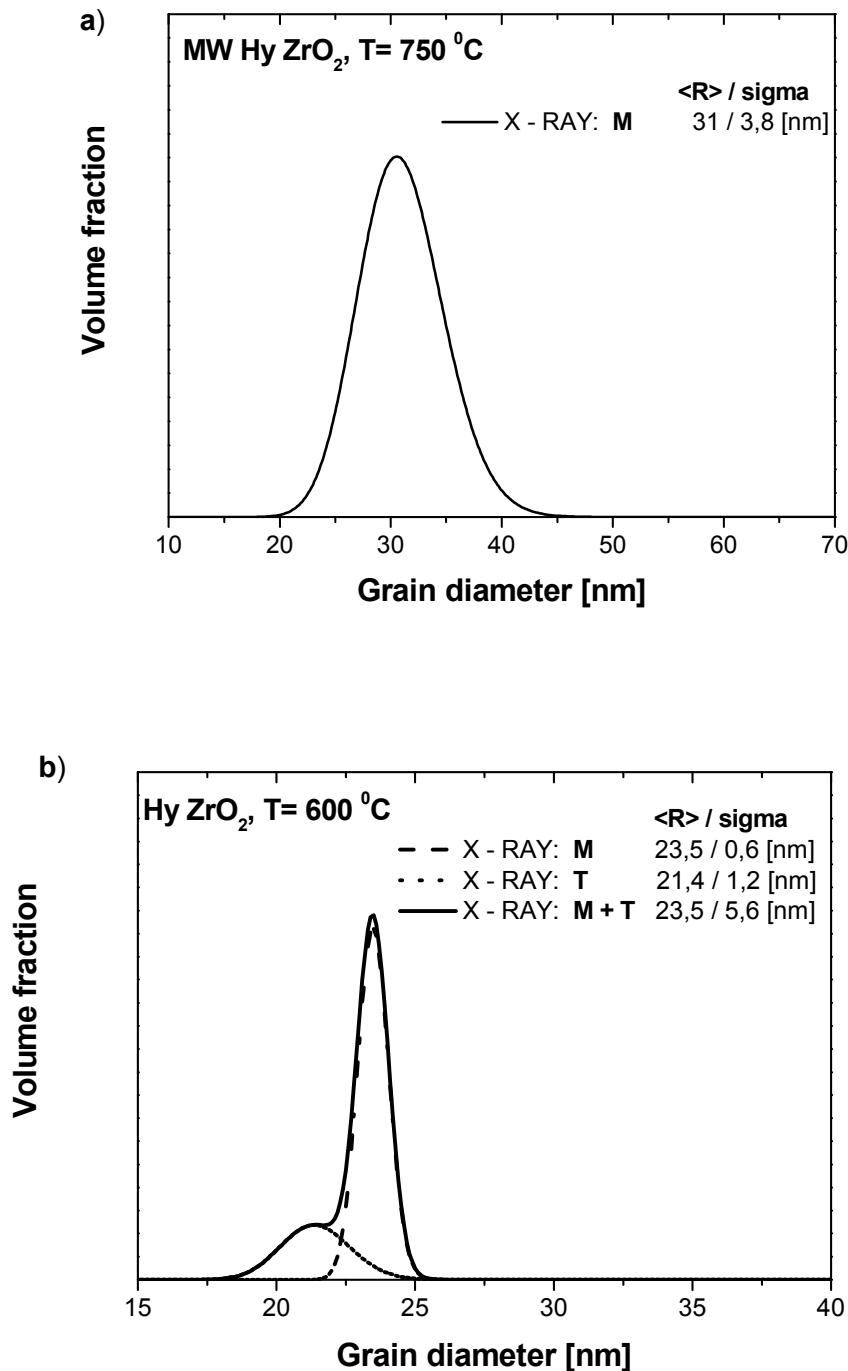 a)
MW Hy ZrO₂, T= 750 ⁰C
<R> / sigma
X - RAY: M 31 / 3,8 [nm]
Volume fraction
10 20 30 40 50 60 70
Grain diameter [nm]
b)
Hy ZrO₂, T= 600 ⁰C
<R> / sigma
X - RAY: M 23,5 / 0,6 [nm]
X - RAY: T 21,4 / 1,2 [nm]
X - RAY: M + T 23,5 / 5,6 [nm]
Volume fraction
15 20 25 30 35 40
Grain diameter [nm]